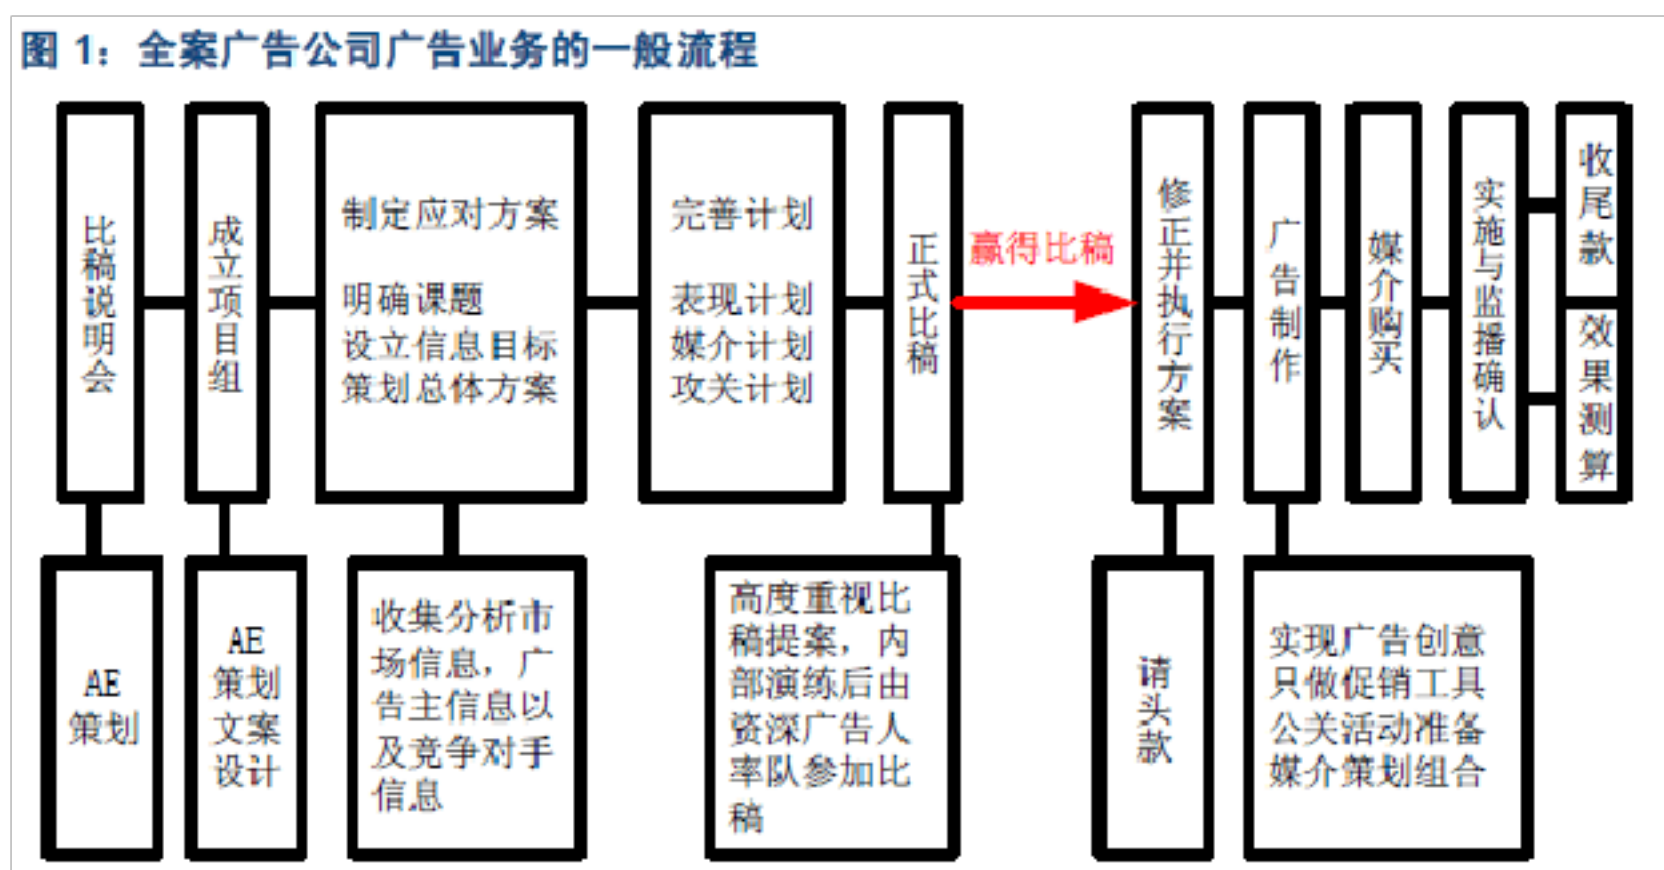 图 1：全案广告公司广告业务的一般流程
比稿说明会
成立项目组
制定应对方案
明确课题
设立信息目标
策划总体方案
完善计划
表现计划
媒介计划
攻关计划
正式比稿
赢得比稿
修正并执行方案
广告制作
媒介购买
实施与监播确认
收尾款
效果测算
AE
策划
AE
策划
文案
设计
收集分析市
场信息，广
告主信息以
及竞争对手
信息
高度重视比
稿提案，内
部演练后由
资深广告人
率队参加比
稿
请头款
实现广告创意
只做促销工具
公关活动准备
媒介策划组合